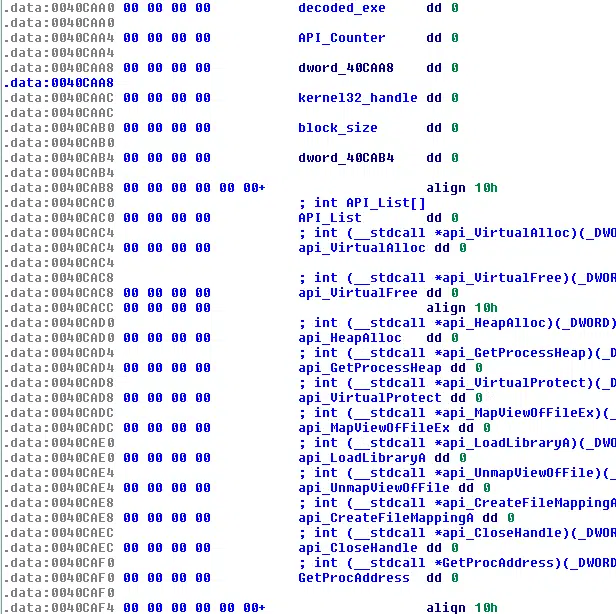 .data:0040CAA0 00 00 00 00 decoded_exe dd 0
.data:0040CAA0
.data:0040CAA4 00 00 00 00 API_Counter dd 0
.data:0040CAA4
.data:0040CAA8 00 00 00 00 dword_40CAA8 dd 0
.data:0040CAA8
.data:0040CAAC 00 00 00 00 kernel32_handle dd 0
.data:0040CAAC
.data:0040CAB0 00 00 00 00 block_size dd 0
.data:0040CAB0
.data:0040CAB4 00 00 00 00 dword_40CAB4 dd 0
.data:0040CAB4
.data:0040CAB8 00 00 00 00 00 00+ align 10h
.data:0040CAC0 ; int API_List[]
.data:0040CAC0 00 00 00 00 API_List dd 0
.data:0040CAC4 ; int (__stdcall *api_VirtualAlloc)(_DWO
.data:0040CAC4 00 00 00 00 api_VirtualAlloc dd 0
.data:0040CAC4
.data:0040CAC8 ; int (__stdcall *api_VirtualFree)(_DWOR
.data:0040CAC8 00 00 00 00 api_VirtualFree dd 0
.data:0040CACC 00 00 00 00 align 10h
.data:0040CAD0 ; int (__stdcall *api_HeapAlloc)(_DWORD)
.data:0040CAD0 00 00 00 00 api_HeapAlloc dd 0
.data:0040CAD4 ; int (__stdcall *api_GetProcessHeap)(_D
.data:0040CAD4 00 00 00 00 api_GetProcessHeap dd 0
.data:0040CAD8 ; int (__stdcall *api_VirtualProtect)(_D
.data:0040CAD8 00 00 00 00 api_VirtualProtect dd 0
.data:0040CADC ; int (__stdcall *api_MapViewOfFileEx)(_
.data:0040CADC 00 00 00 00 api_MapViewOfFileEx dd 0
.data:0040CAE0 ; int (__stdcall *api_LoadLibraryA)(_DWO
.data:0040CAE0 00 00 00 00 api_LoadLibraryA dd 0
.data:0040CAE4 ; int (__stdcall *api_UnmapViewOfFile)(_
.data:0040CAE4 00 00 00 00 api_UnmapViewOfFile dd 0
.data:0040CAE8 ; int (__stdcall *api_CreateFileMappingA
.data:0040CAE8 00 00 00 00 api_CreateFileMappingA dd 0
.data:0040CAEC ; int (__stdcall *api_CloseHandle)(_DWOR
.data:0040CAEC 00 00 00 00 api_CloseHandle dd 0
.data:0040CAF0 ; int (__stdcall *GetProcAddress)(_DWORD
.data:0040CAF0 00 00 00 00 GetProcAddress dd 0
.data:0040CAF0
.data:0040CAF4 00 00 00 00 00 00+ align 10h